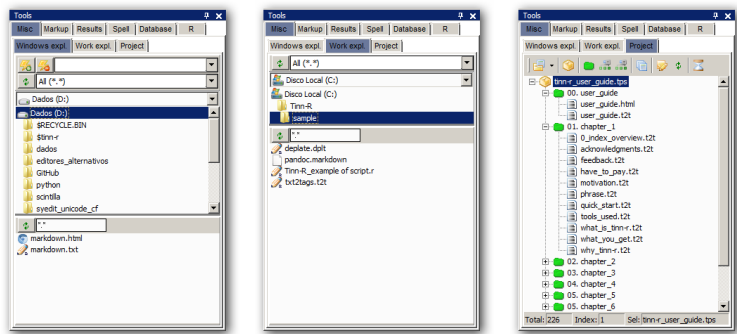 Tools
Misc Markup Results Spell Database R
Windows expl. Work expl. Project
All (*.*)
Dados (D:)
Dados (D:)
$RECYCLE.BIN
$tinn-r
dados
editores_alternativos
GitHub
python
scintilla
syedit_unicode_cf
*.*
markdown.html
markdown.txt
Tools
Misc Markup Results Spell Database R
Windows expl. Work expl. Project
All (*.*)
Disco Local (C:)
Disco Local (C:)
Tinn-R
sample
*.*
deplate.dplt
pandoc.markdown
Tinn-R_example of script.r
txt2tags.t2t
Tools
Misc Markup Results Spell Database R
Windows expl. Work expl. Project
tinn-r_user_guide.tps
00. user_guide
user_guide.html
user_guide.t2t
01. chapter_1
0_index_overview.t2t
acknowledgments.t2t
feedback.t2t
have_to_pay.t2t
motivation.t2t
phrase.t2t
quick_start.t2t
tools_used.t2t
what_is_tinn-r.t2t
what_you_get.t2t
why_tinn-r.t2t
02. chapter_2
03. chapter_3
04. chapter_4
05. chapter_5
05. chapter_6
Total: 226 Index: 1 Sel: tinn-r_user_guide.tps